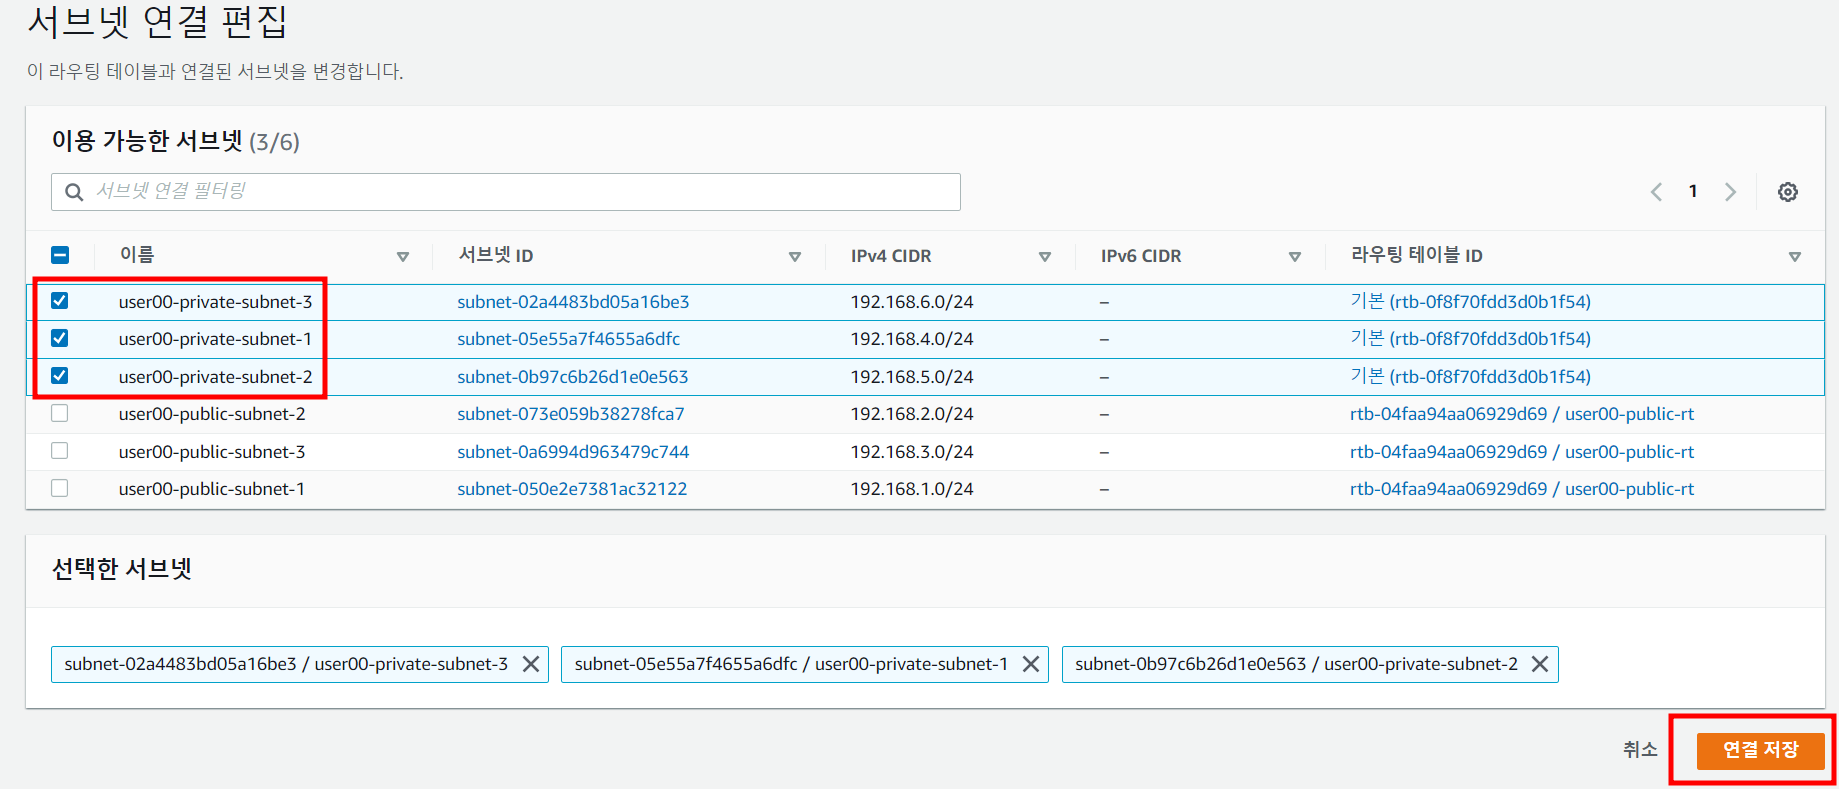 서브넷 연결 편집
이 라우팅 테이블과 연결된 서브넷을 변경합니다.
이용 가능한 서브넷 (3/6)
서브넷 연결 필터링
1
이름 서브넷 ID IPv4 CIDR IPv6 CIDR 라우팅 테이블 ID
user00-private-subnet-3 subnet-02a4483bd05a16be3 192.168.6.0/24 – 기본 (rtb-0f8f70fdd3d0b1f54)
user00-private-subnet-1 subnet-05e55a7f4655a6dfc 192.168.4.0/24 – 기본 (rtb-0f8f70fdd3d0b1f54)
user00-private-subnet-2 subnet-0b97c6b26d1e0e563 192.168.5.0/24 – 기본 (rtb-0f8f70fdd3d0b1f54)
user00-public-subnet-2 subnet-073e059b38278fca7 192.168.2.0/24 – rtb-04faa94aa06929d69 / user00-public-rt
user00-public-subnet-3 subnet-0a6994d963479c744 192.168.3.0/24 – rtb-04faa94aa06929d69 / user00-public-rt
user00-public-subnet-1 subnet-050e2e7381ac32122 192.168.1.0/24 – rtb-04faa94aa06929d69 / user00-public-rt
선택한 서브넷
subnet-02a4483bd05a16be3 / user00-private-subnet-3 subnet-05e55a7f4655a6dfc / user00-private-subnet-1 subnet-0b97c6b26d1e0e563 / user00-private-subnet-2
취소 연결 저장